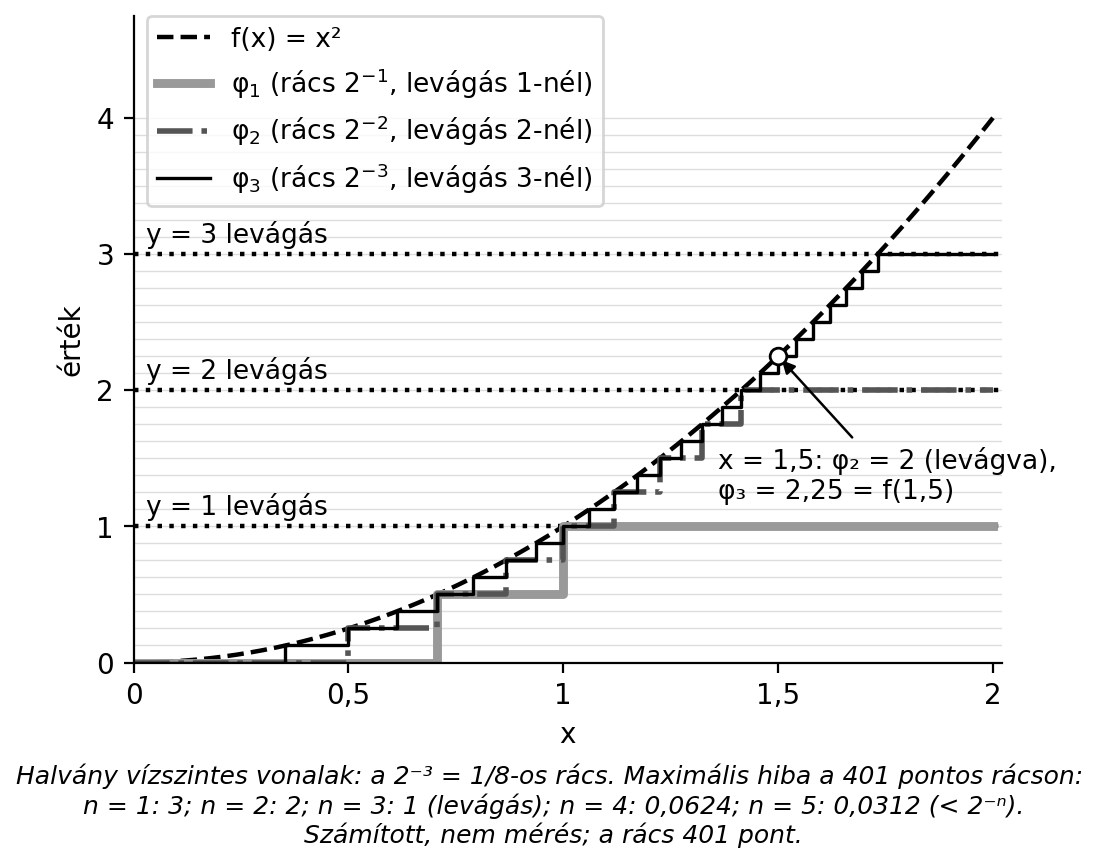 f(x) = x²
φ₁ (rács 2⁻¹, levágás 1-nél)
φ₂ (rács 2⁻², levágás 2-nél)
φ₃ (rács 2⁻³, levágás 3-nél)
4
y = 3 levágás
3
y = 2 levágás
2
érték
x = 1,5: φ₂ = 2 (levágva),
φ₃ = 2,25 = f(1,5)
y = 1 levágás
1
0
0 0,5 1 1,5 2
x
Halvány vízszintes vonalak: a 2⁻³ = 1/8-os rács. Maximális hiba a 401 pontos rácson:
n = 1: 3; n = 2: 2; n = 3: 1 (levágás); n = 4: 0,0624; n = 5: 0,0312 (< 2⁻ⁿ).
Számított, nem mérés; a rács 401 pont.